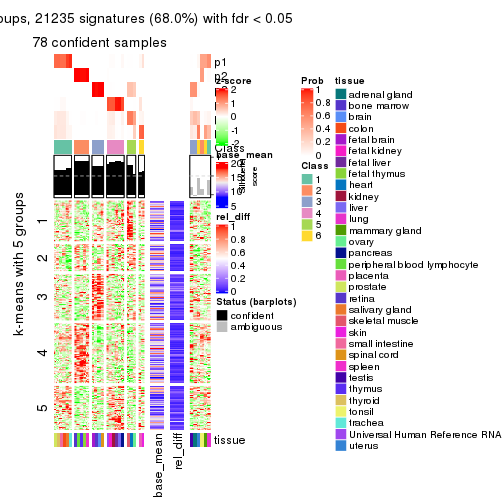 oups, 21235 signatures (68.0%) with fdr < 0.05
78 confident samples
p1
p2
z-score
2
1
0
-1
-2
Class
base_mean
20
15
10
5
Silhouette
score
rel_diff
1
0.8
0.6
0.4
0.2
0
Status (barplots)
confident
ambiguous
Prob
1
0.8
0.6
0.4
0.2
0
Class
1
2
3
4
5
6
tissue
adrenal gland
bone marrow
brain
colon
fetal brain
fetal kidney
fetal liver
fetal thymus
heart
kidney
liver
lung
mammary gland
ovary
pancreas
peripheral blood lymphocyte
placenta
prostate
retina
salivary gland
skeletal muscle
skin
small intestine
spinal cord
spleen
testis
thymus
thyroid
tonsil
trachea
Universal Human Reference RNA
uterus
k-means with 5 groups
1
2
3
4
5
tissue
base_mean
rel_diff